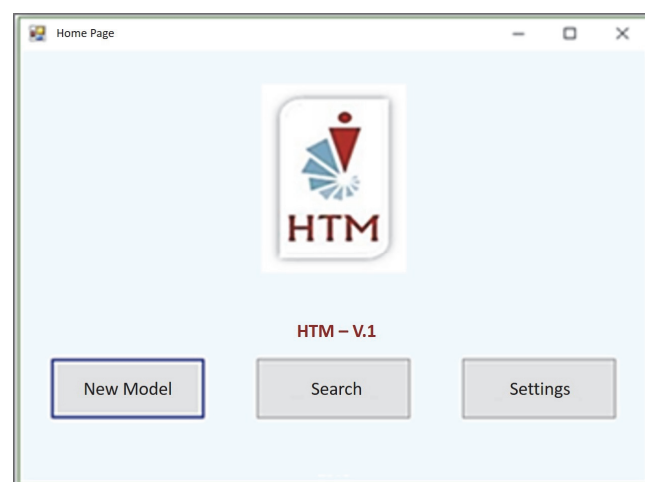 Home Page
HTM
HTM – V.1
New Model
Search
Settings